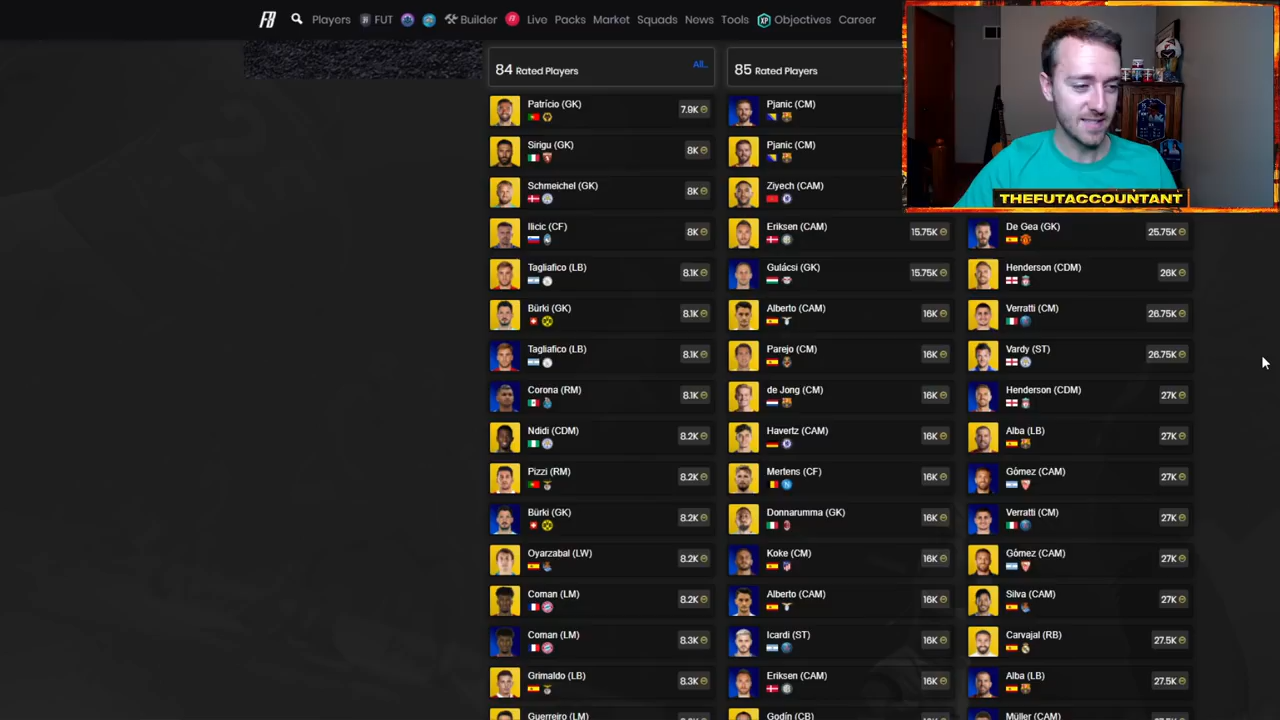 Players FUT Builder Live Packs Market Squads News Tools XP Objectives Career
THEFUTACCOUNTANT
84 Rated Players
All..
Patrício (GK)
7.9K
Sirigu (GK)
8K
Schmeichel (GK)
8K
Ilicic (CF)
8K
Tagliafico (LB)
8.1K
Bürki (GK)
8.1K
Tagliafico (LB)
8.1K
Corona (RM)
8.1K
Ndidi (CDM)
8.2K
Pizzi (RM)
8.2K
Bürki (GK)
8.2K
Oyarzabal (LW)
8.2K
Coman (LM)
8.2K
Coman (LM)
8.3K
Grimaldo (LB)
8.3K
Guerreiro (LM)
85 Rated Players
Pjanic (CM)
Pjanic (CM)
Ziyech (CAM)
Eriksen (CAM)
15.75K
Gulácsi (GK)
15.75K
Alberto (CAM)
16K
Parejo (CM)
16K
de Jong (CM)
16K
Havertz (CAM)
16K
Mertens (CF)
16K
Donnarumma (GK)
16K
Koke (CM)
16K
Alberto (CAM)
16K
Icardi (ST)
16K
Eriksen (CAM)
16K
Godín (CB)
De Gea (GK)
25.75K
Henderson (CDM)
26K
Verratti (CM)
26.75K
Vardy (ST)
26.75K
Henderson (CDM)
27K
Alba (LB)
27K
Gómez (CAM)
27K
Verratti (CM)
27K
Gómez (CAM)
27K
Silva (CAM)
27K
Carvajal (RB)
27.5K
Alba (LB)
27.5K
Müller (CAM)